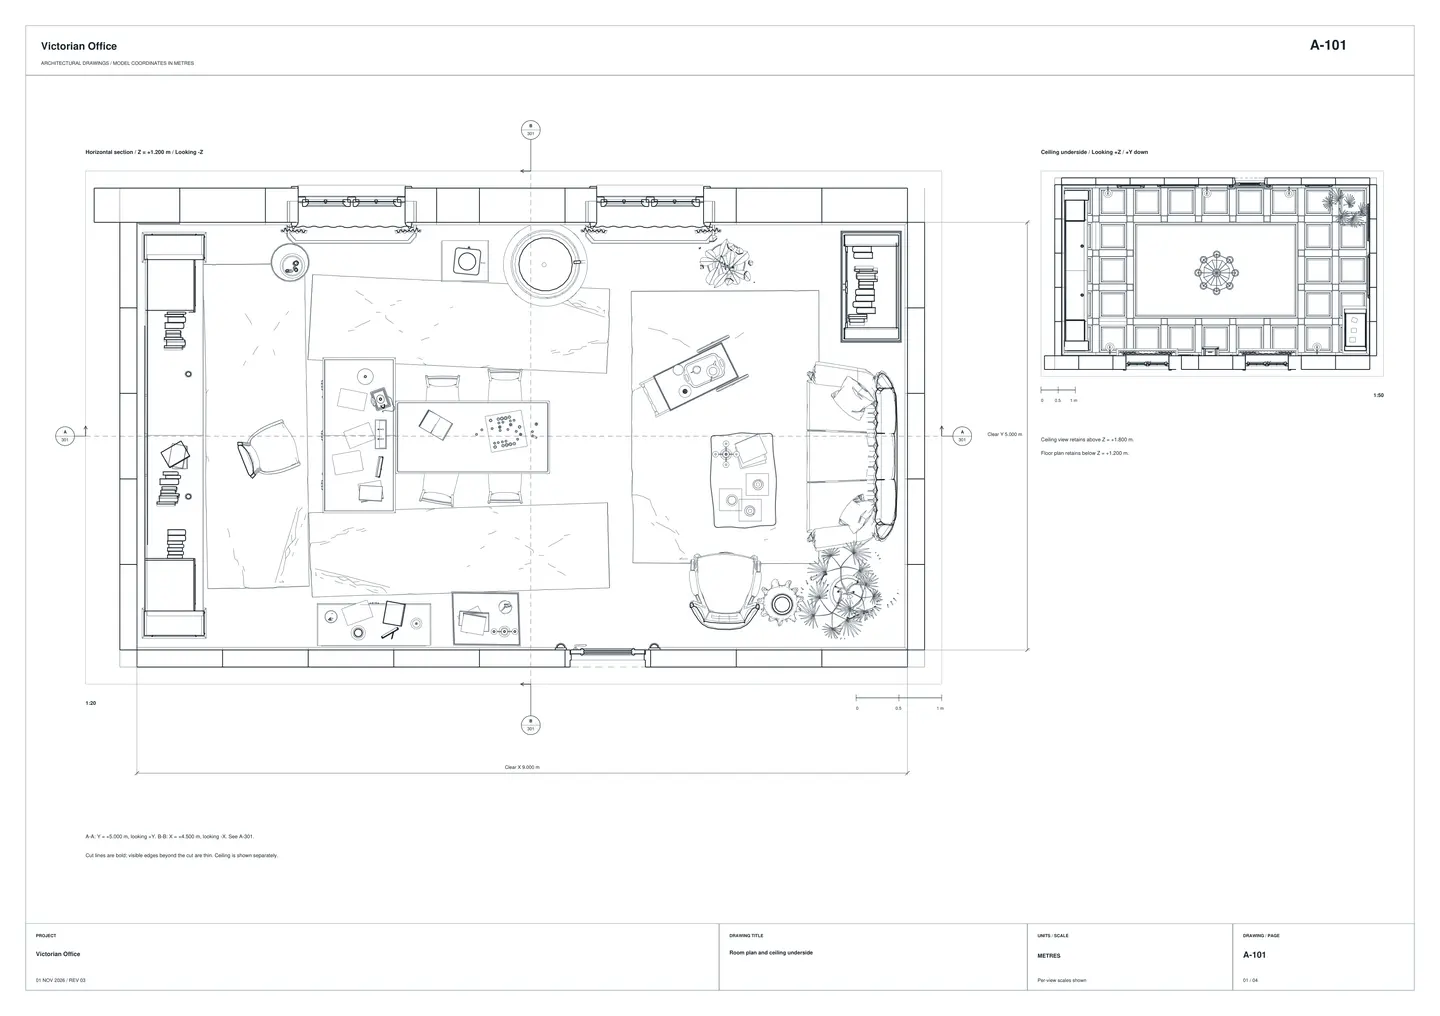 Victorian Office
A-101
ARCHITECTURAL DRAWINGS / MODEL COORDINATES IN METRES
B
301
Horizontal section / Z = +1.200 m / Looking -Z
Ceiling underside / Looking +Z / +Y down
0 0.5 1 m
1:50
A
301
A
301
Clear Y 5.000 m
Ceiling view retains above Z = +1.800 m.
Floor plan retains below Z = +1.200 m.
1:20
0 0.5 1 m
B
301
Clear X 9.000 m
A-A: Y = +5.000 m, looking +Y. B-B: X = +4.500 m, looking -X. See A-301.
Cut lines are bold; visible edges beyond the cut are thin. Ceiling is shown separately.
PROJECT
Victorian Office
01 NOV 2026 / REV 03
DRAWING TITLE
Room plan and ceiling underside
UNITS / SCALE
METRES
Per-view scales shown
DRAWING / PAGE
A-101
01 / 04